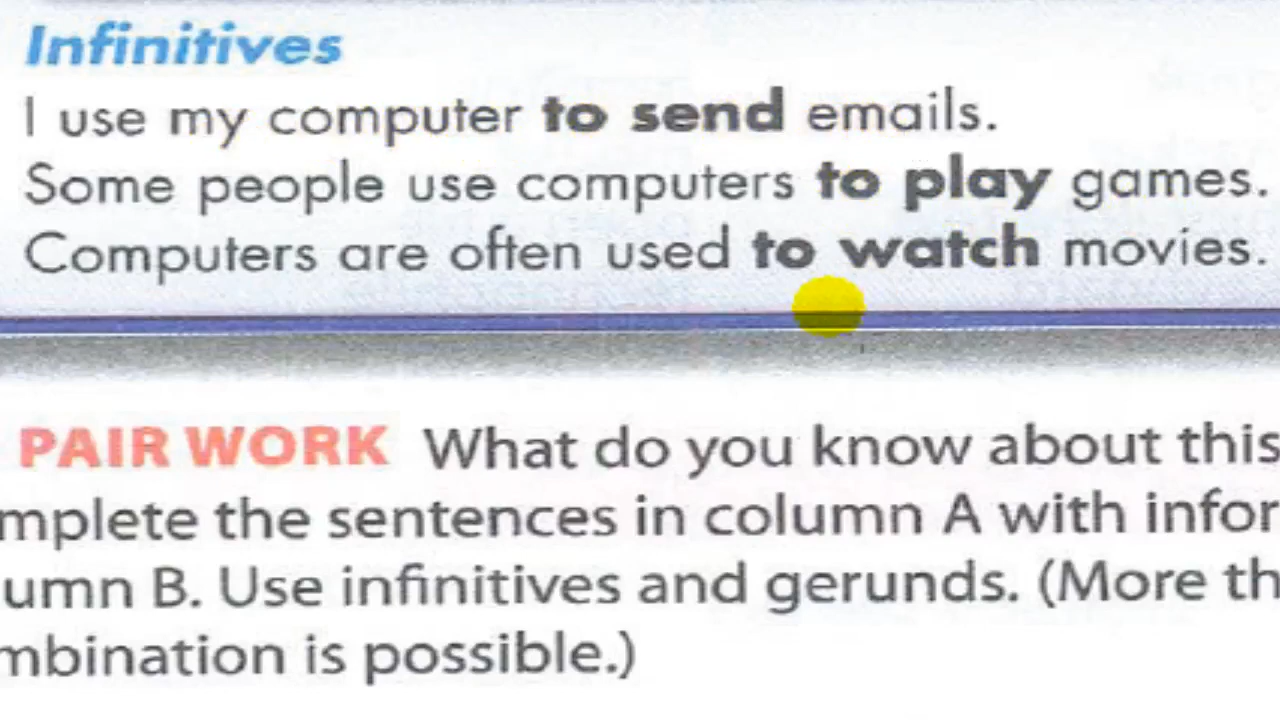 Infinitives
I use my computer to send emails.
Some people use computers to play games.
Computers are often used to watch movies.
PAIR WORK What do you know about this
mplete the sentences in column A with infor
umn B. Use infinitives and gerunds. (More th
mbination is possible.)